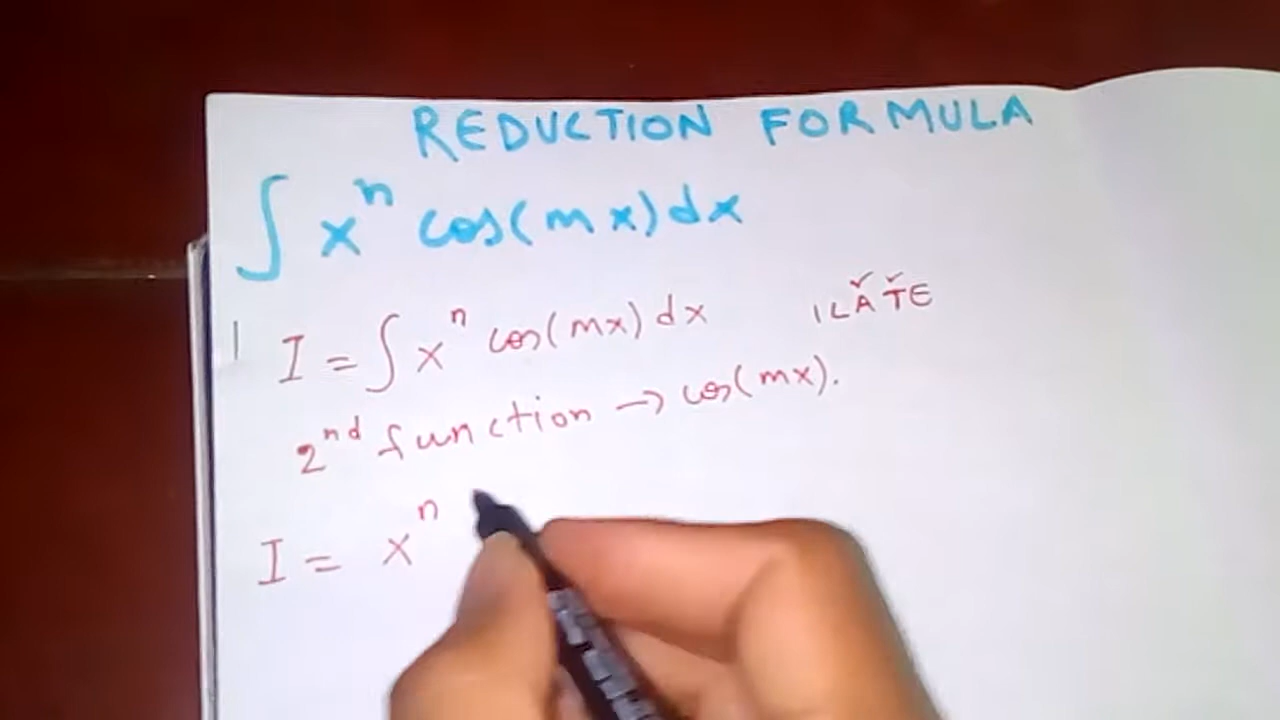 REDUCTION FORMULA
∫ xⁿ cos(mx) dx
I = ∫ xⁿ cos(mx) dx ILATE
2ⁿᵈ function → cos(mx).
I = xⁿ